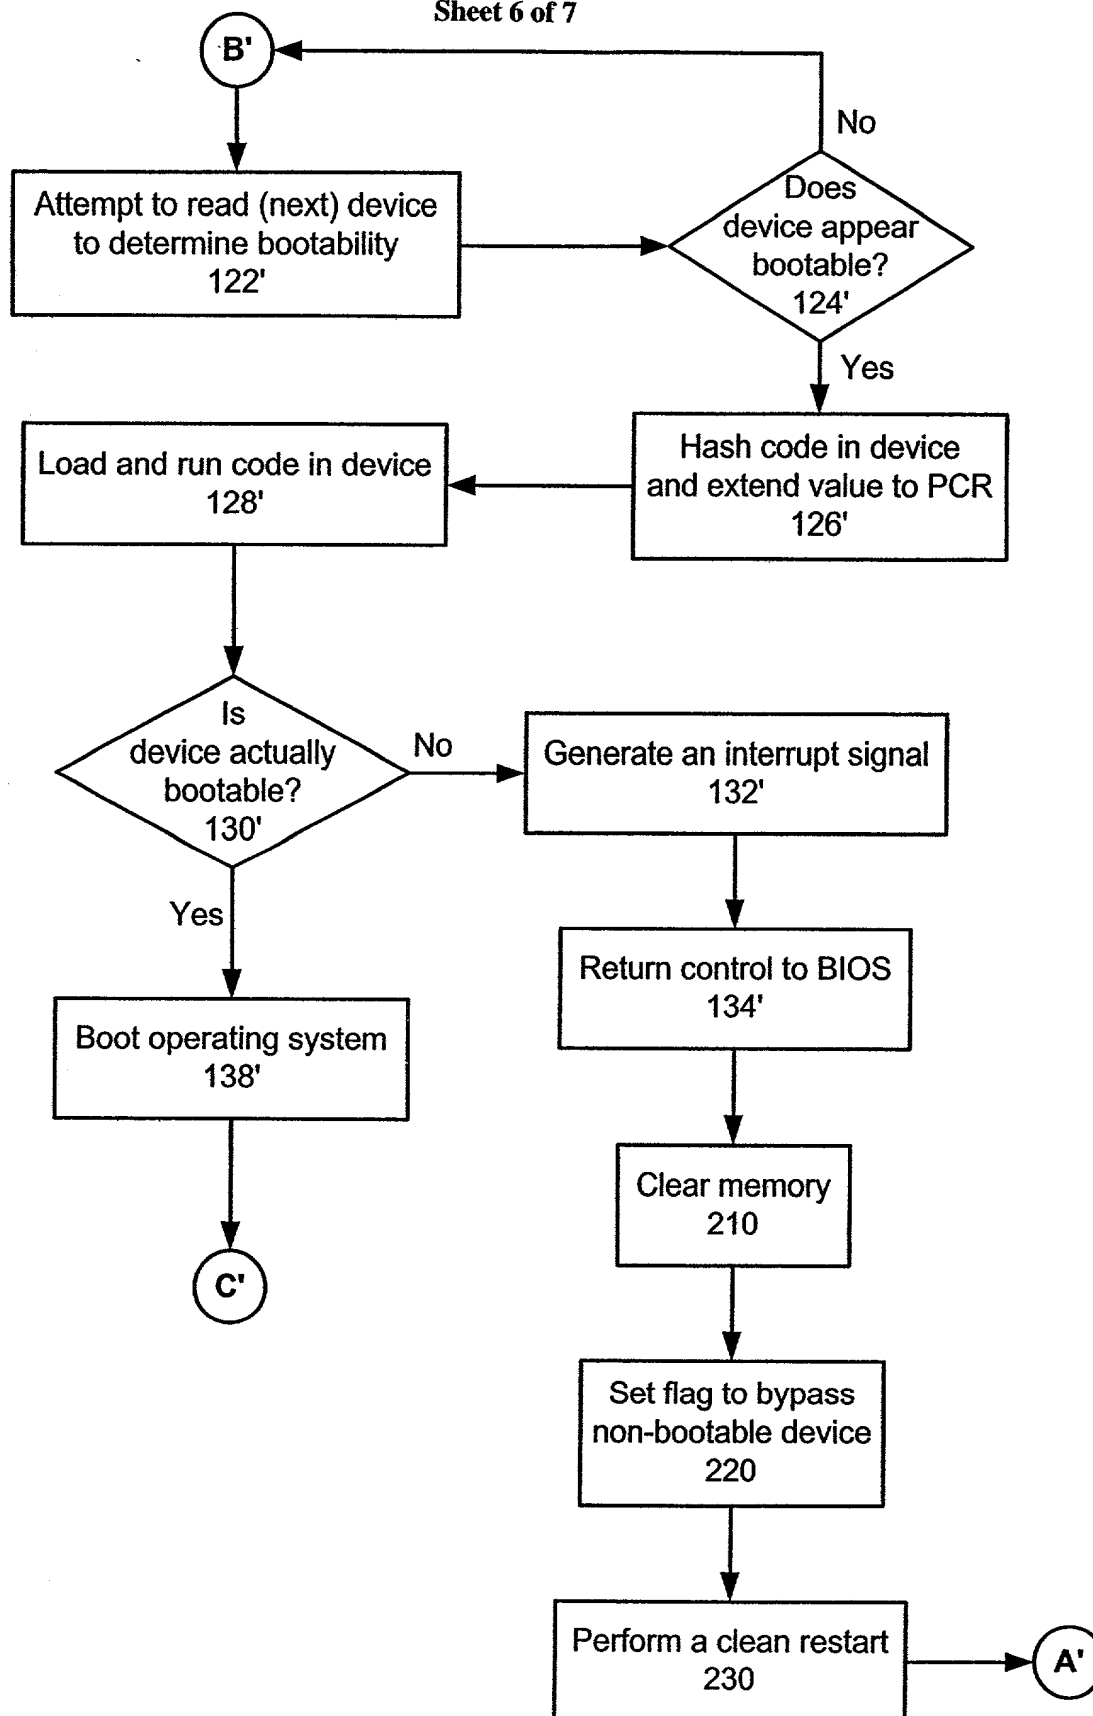 Sheet 6 of 7
B'
No
Attempt to read (next) device
to determine bootability
122'
Does
device appear
bootable?
124'
Yes
Load and run code in device
128'
Hash code in device
and extend value to PCR
126'
Is
device actually
bootable?
130'
No
Generate an interrupt signal
132'
Yes
Return control to BIOS
134'
Boot operating system
138'
Clear memory
210
C'
Set flag to bypass
non-bootable device
220
Perform a clean restart
230
A'